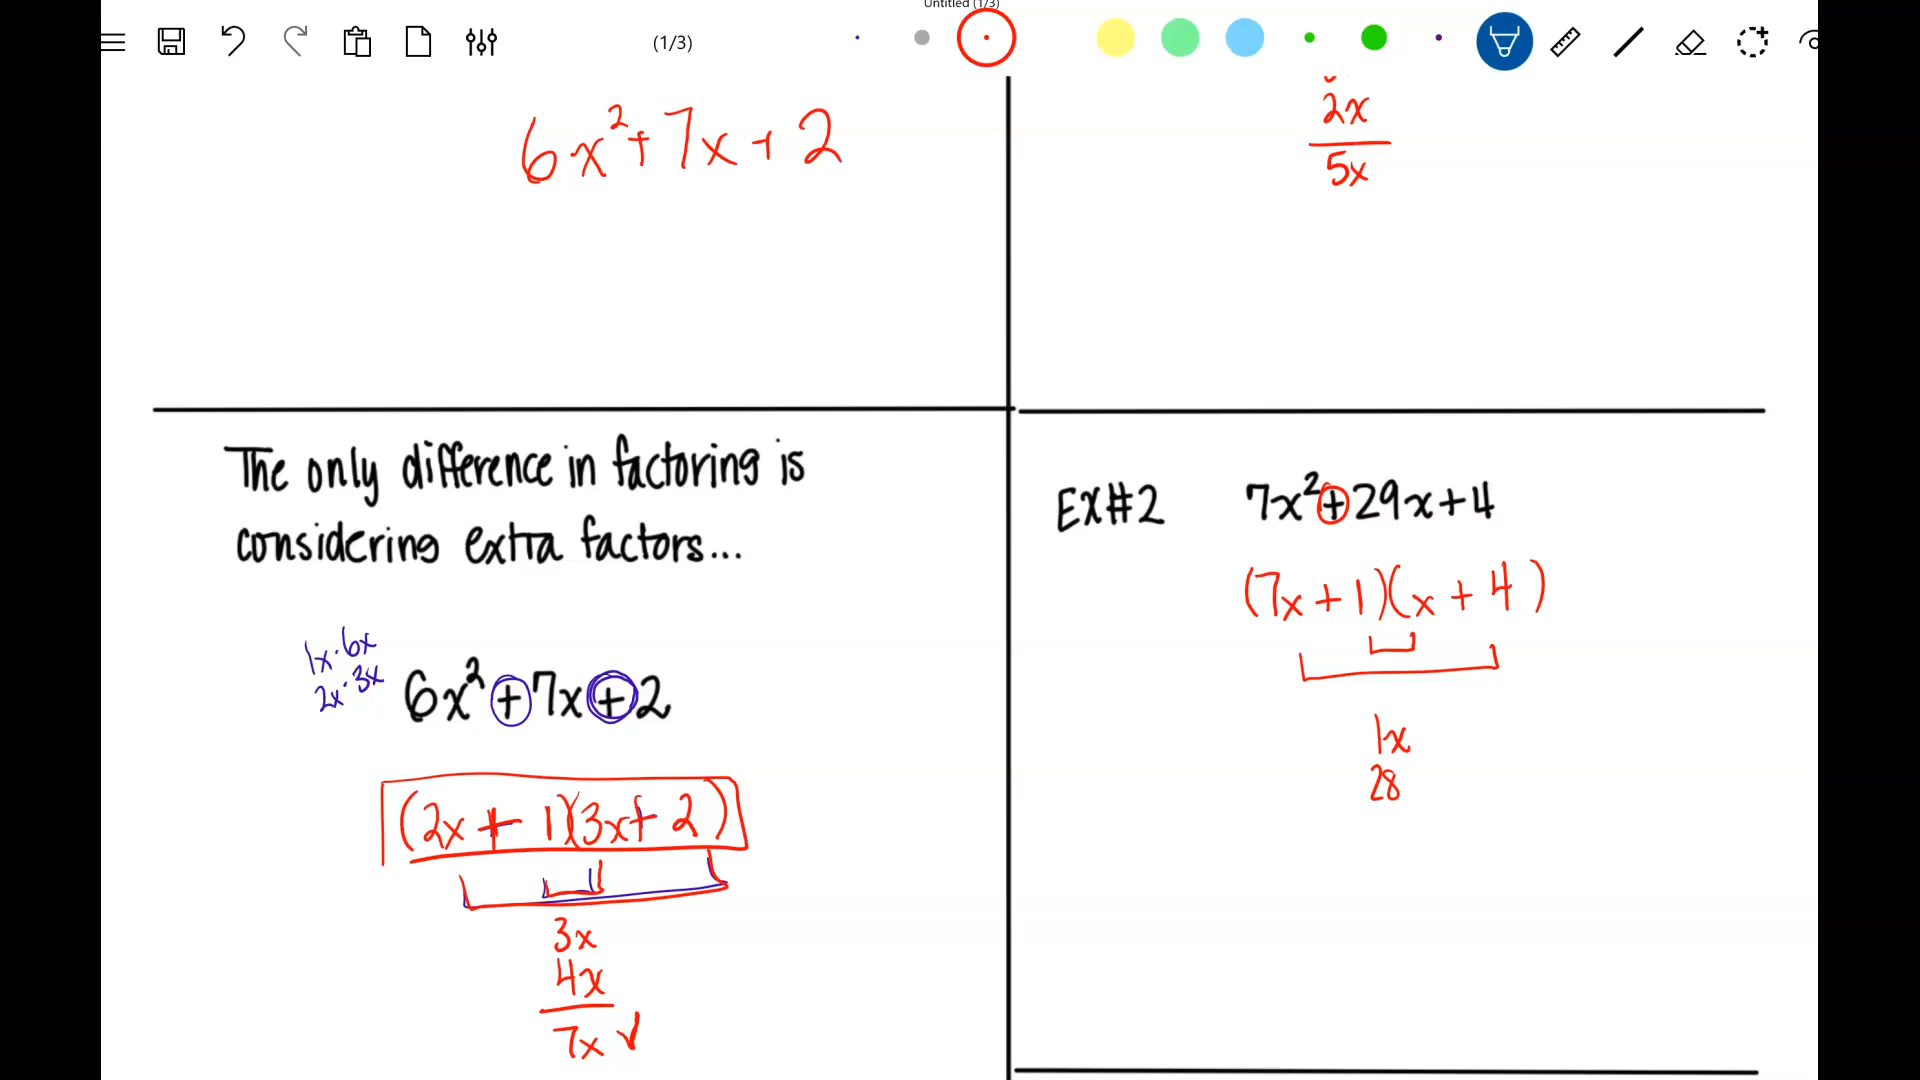 Untitled (1/3)
(1/3)
6x²+7x+2
2x
5x
The only difference in factoring is
considering extra factors...
1x·6x
2x·3x
6x²+7x+2
(2x+1)(3x+2)
3x
4x
7x ✓
EX#2 7x²+29x+4
(7x+1)(x+4)
1x
28